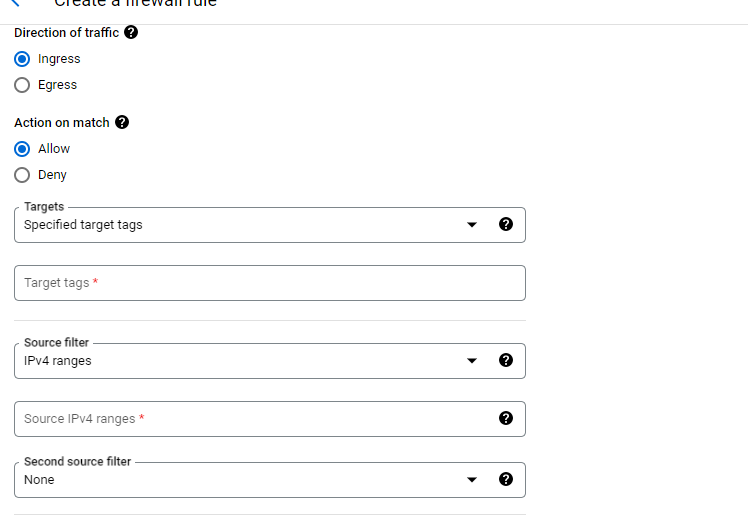 Create a firewall rule
Direction of traffic ?
Ingress
Egress
Action on match ?
Allow
Deny
Targets
Specified target tags ?
Target tags *
Source filter
IPv4 ranges ?
Source IPv4 ranges * ?
Second source filter
None ?